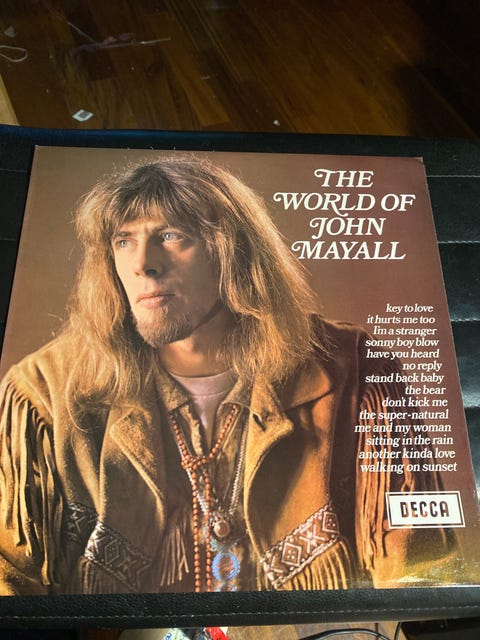 THE
WORLD OF
JOHN
MAYALL
key to love
it hurts me too
I'm a stranger
sonny boy blow
have you heard
no reply
stand back baby
the bear
don't kick me
the super-natural
me and my woman
sitting in the rain
another kinda love
walking on sunset
DECCA